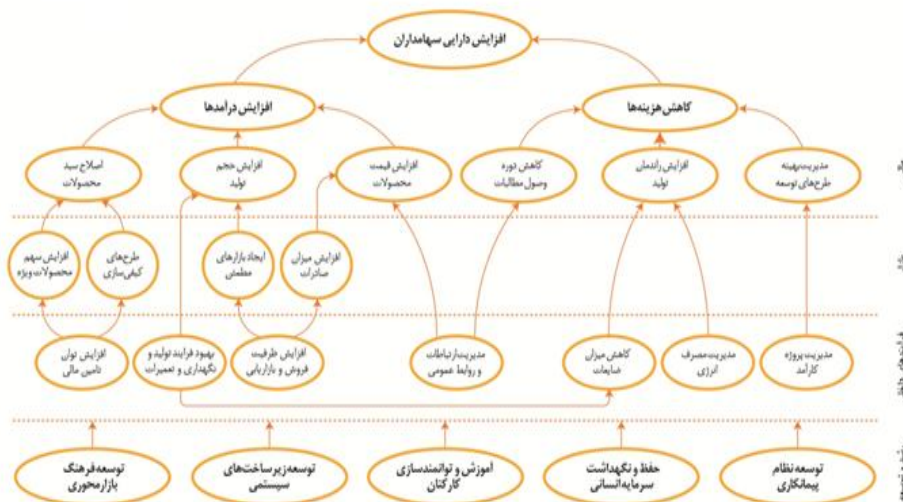 افزایش دارایی سهامداران
افزایش درآمدها
کاهش هزینه‌ها
اصلاح سبد
محصولات
افزایش حجم
تولید
افزایش قیمت
محصولات
کاهش دوره
وصول مطالبات
افزایش راندمان
تولید
مدیریت بهینه
طرح‌های توسعه
افزایش سهم
محصولات ویژه
طرح‌های
کیفی‌سازی
ایجاد بازارهای
مطمئن
افزایش میزان
صادرات
افزایش توان
تامین مالی
بهبود فرآیند تولید و
نگهداری و تعمیرات
افزایش ظرفیت
فروش و بازاریابی
مدیریت ارتباطات
و روابط عمومی
کاهش میزان
ضایعات
مدیریت مصرف
انرژی
مدیریت پروژه
کارآمد
توسعه فرهنگ
بازارمحوری
توسعه زیرساخت‌های
سیستمی
آموزش و توانمندسازی
کارکنان
حفظ و نگهداشت
سرمایه انسانی
توسعه نظام
پیمانکاری